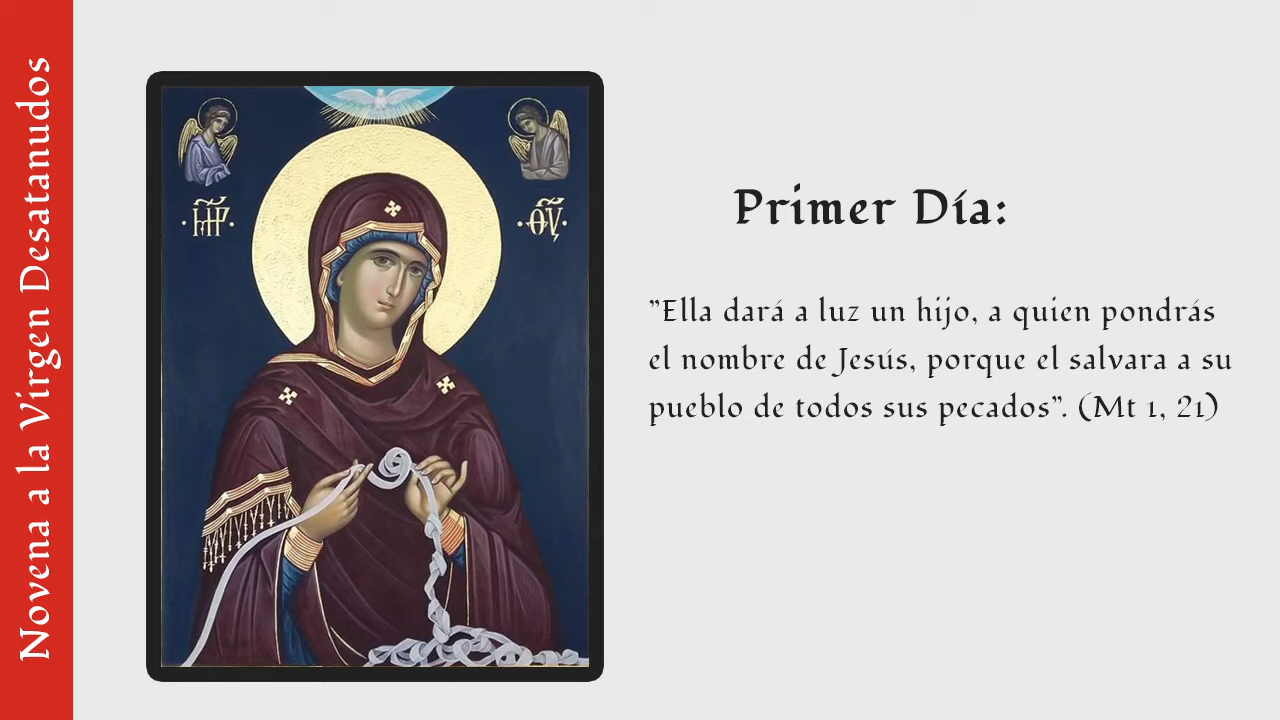 Novena a la Virgen Desatanudos
ΜΗΡ
ΘΥ
Primer Día:
”Ella dará a luz un hijo, a quien pondrás
el nombre de Jesús, porque el salvara a su
pueblo de todos sus pecados”. (Mt 1, 21)